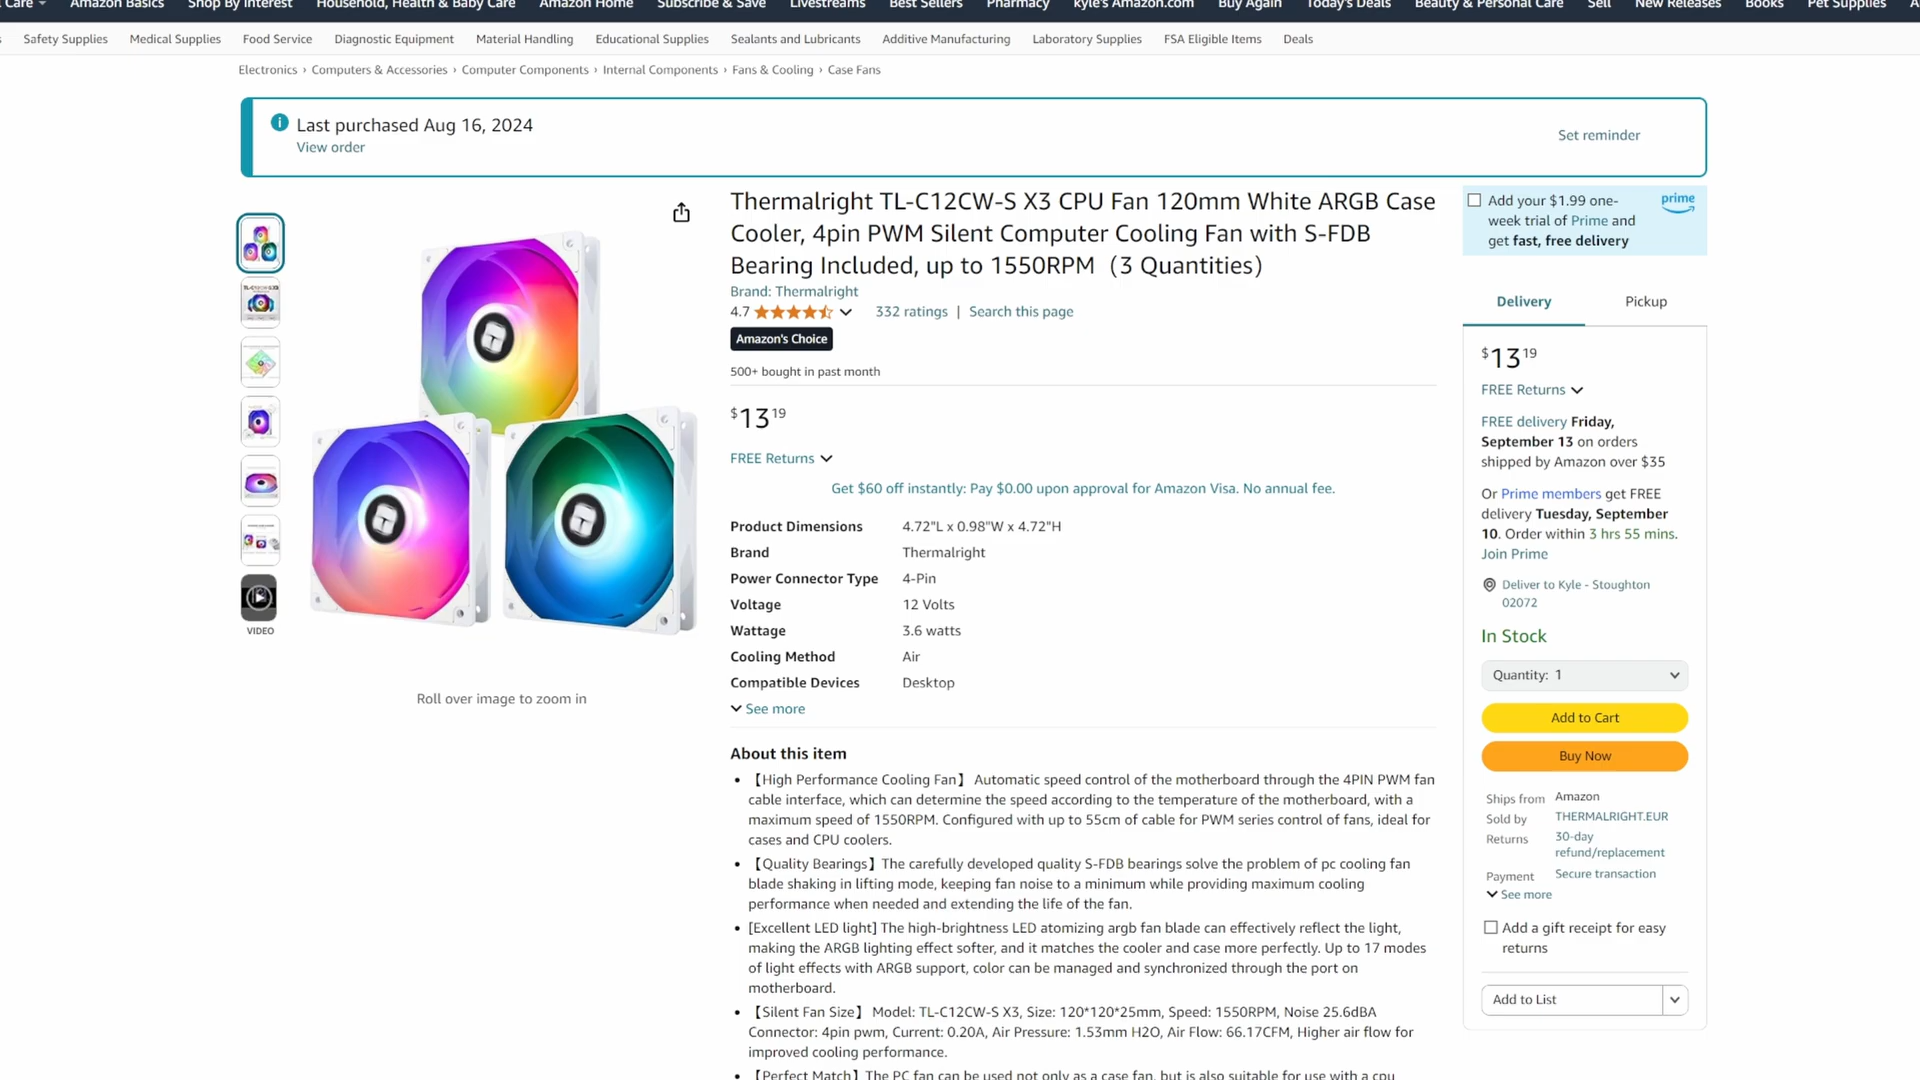 Care
Amazon Basics
Shop By Interest
Household, Health & Baby Care
Amazon Home
Subscribe & Save
Livestreams
Best Sellers
Pharmacy
kyle's Amazon.com
Buy Again
Today's Deals
Beauty & Personal Care
Sell
New Releases
Books
Pet Supplies
Safety Supplies
Medical Supplies
Food Service
Diagnostic Equipment
Material Handling
Educational Supplies
Sealants and Lubricants
Additive Manufacturing
Laboratory Supplies
FSA Eligible Items
Deals
Electronics › Computers & Accessories › Computer Components › Internal Components › Fans & Cooling › Case Fans
Last purchased Aug 16, 2024
View order
Set reminder
VIDEO
Roll over image to zoom in
Thermalright TL-C12CW-S X3 CPU Fan 120mm White ARGB Case
Cooler, 4pin PWM Silent Computer Cooling Fan with S-FDB
Bearing Included, up to 1550RPM（3 Quantities）
Brand: Thermalright
4.7
332 ratings | Search this page
Amazon's Choice
500+ bought in past month
$13 19
FREE Returns
Get $60 off instantly: Pay $0.00 upon approval for Amazon Visa. No annual fee.
Product Dimensions 4.72"L x 0.98"W x 4.72"H
Brand Thermalright
Power Connector Type 4-Pin
Voltage 12 Volts
Wattage 3.6 watts
Cooling Method Air
Compatible Devices Desktop
See more
About this item
• 【High Performance Cooling Fan】 Automatic speed control of the motherboard through the 4PIN PWM fan
cable interface, which can determine the speed according to the temperature of the motherboard, with a
maximum speed of 1550RPM. Configured with up to 55cm of cable for PWM series control of fans, ideal for
cases and CPU coolers.
• 【Quality Bearings】The carefully developed quality S-FDB bearings solve the problem of pc cooling fan
blade shaking in lifting mode, keeping fan noise to a minimum while providing maximum cooling
performance when needed and extending the life of the fan.
• [Excellent LED light] The high-brightness LED atomizing argb fan blade can effectively reflect the light,
making the ARGB lighting effect softer, and it matches the cooler and case more perfectly. Up to 17 modes
of light effects with ARGB support, color can be managed and synchronized through the port on
motherboard.
• 【Silent Fan Size】 Model: TL-C12CW-S X3, Size: 120*120*25mm, Speed: 1550RPM, Noise 25.6dBA
Connector: 4pin pwm, Current: 0.20A, Air Pressure: 1.53mm H2O, Air Flow: 66.17CFM, Higher air flow for
improved cooling performance.
• 【Perfect Match】The PC fan can be used not only as a case fan, but is also suitable for use with a cpu
Add your $1.99 one-
week trial of Prime and
get fast, free delivery
prime
Delivery
Pickup
$13 19
FREE Returns
FREE delivery Friday,
September 13 on orders
shipped by Amazon over $35
Or Prime members get FREE
delivery Tuesday, September
10. Order within 3 hrs 55 mins.
Join Prime
Deliver to Kyle - Stoughton
02072
In Stock
Quantity: 1
Add to Cart
Buy Now
Ships from Amazon
Sold by THERMALRIGHT.EUR
Returns 30-day
refund/replacement
Payment Secure transaction
See more
Add a gift receipt for easy
returns
Add to List